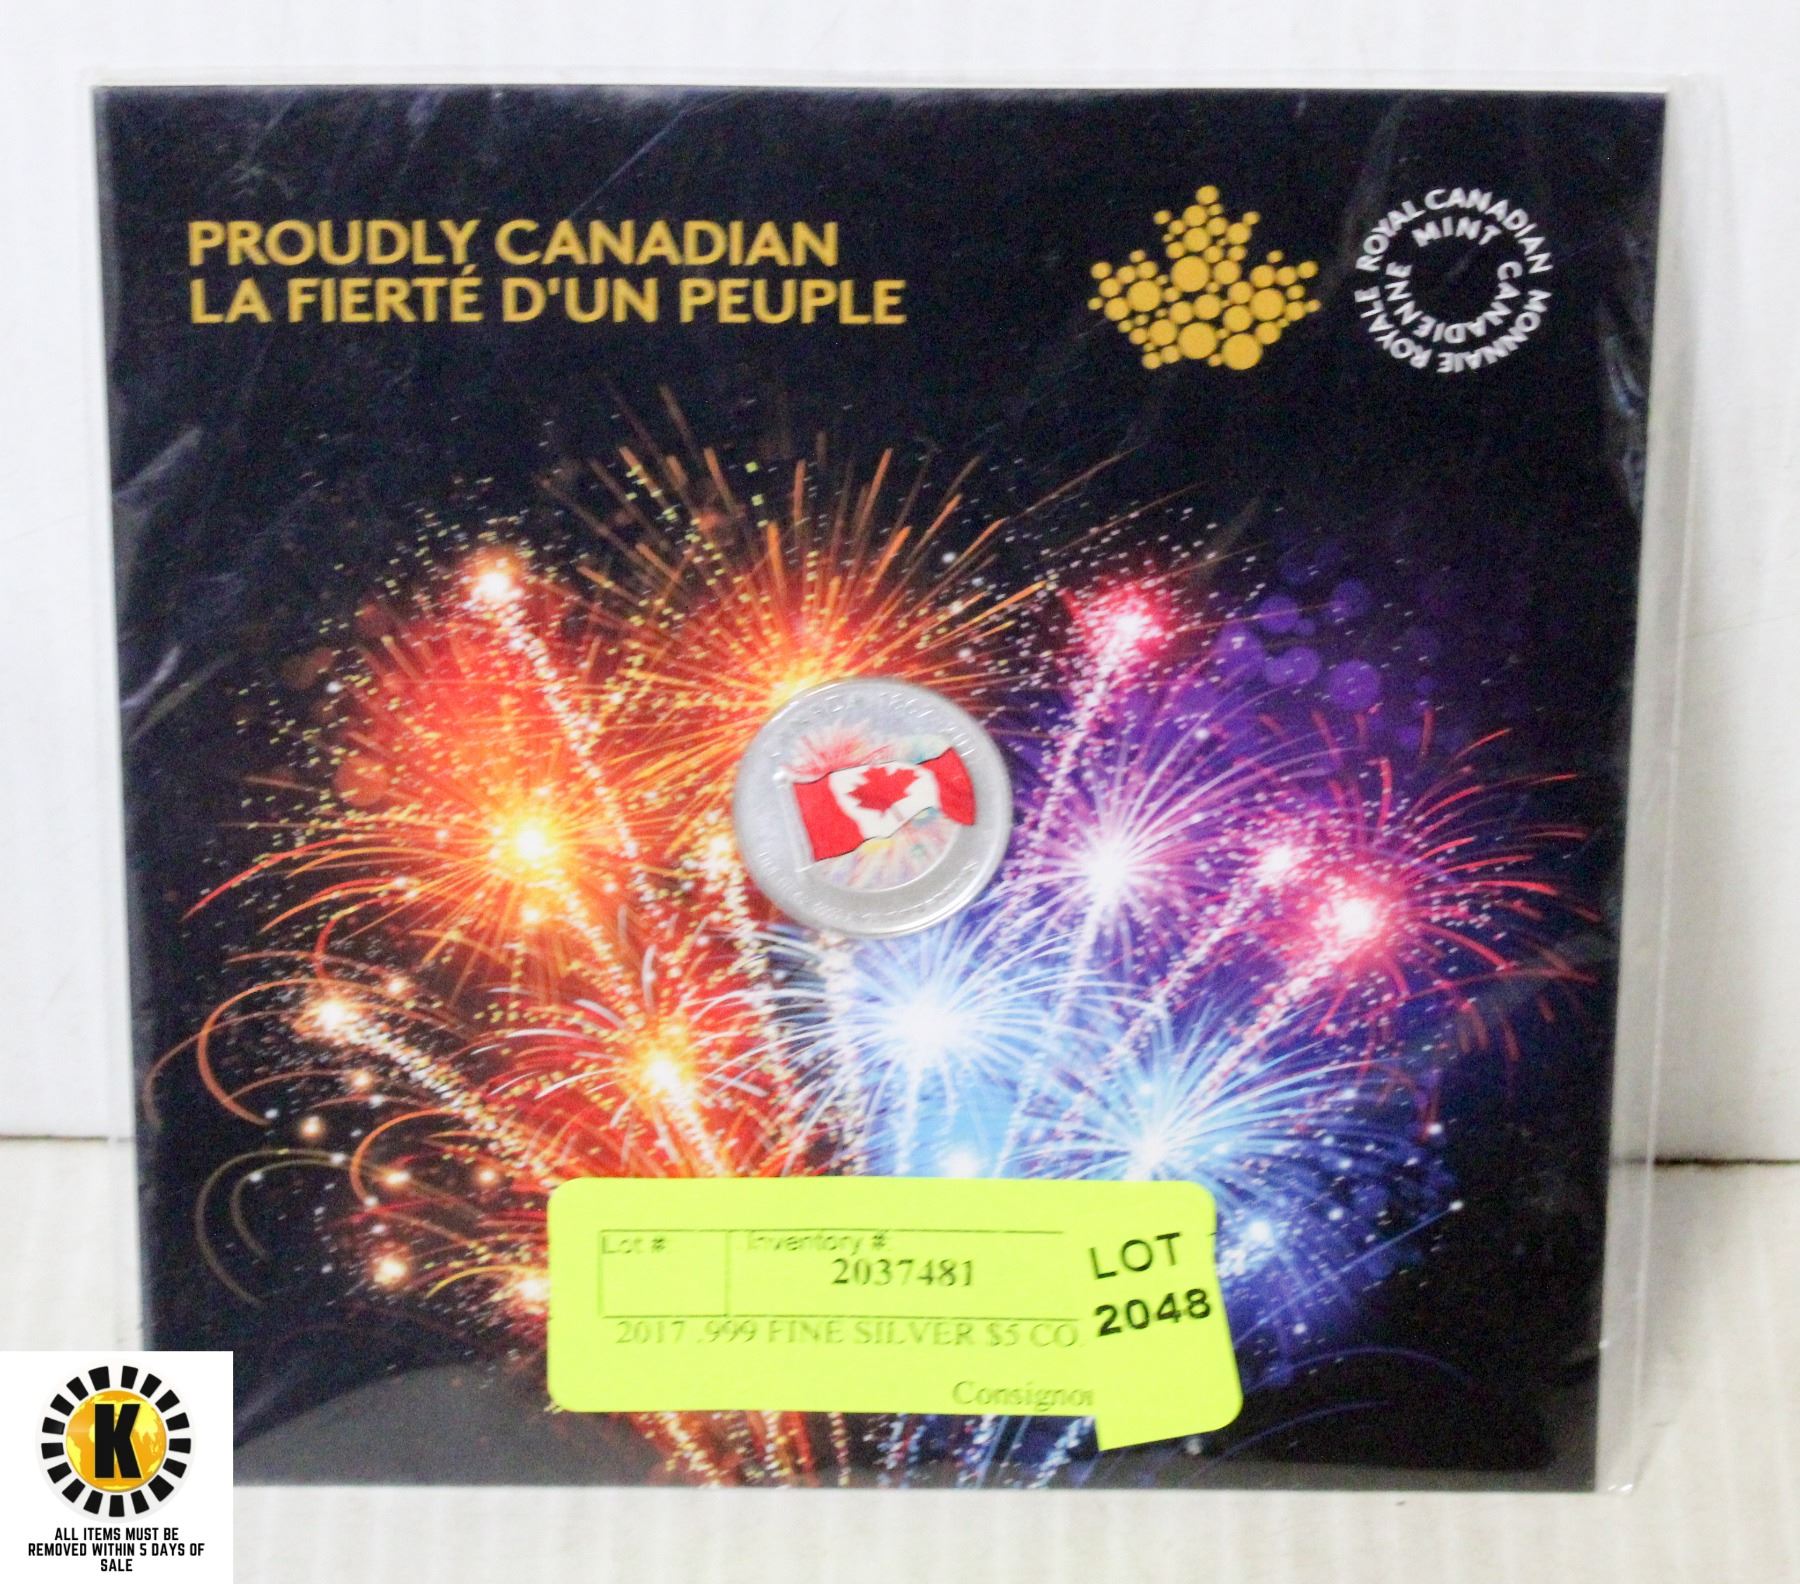 PROUDLY CANADIAN
LA FIERTÉ D'UN PEUPLE
ROYAL CANADIAN MINT
MONNAIE ROYALE CANADIENNE
Lot #: Inventory #:
2037481
LOT
2048
2017 .999 FINE SILVER $5 CO
Consignor
K
ALL ITEMS MUST BE
REMOVED WITHIN 5 DAYS OF
SALE